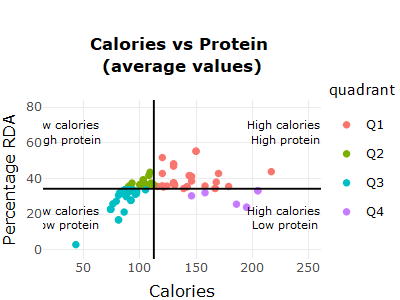 Calories vs Protein
(average values)
Percentage RDA
80
60
40
20
0
w calories
gh protein
High calories
High protein
w calories
w protein
High calories
Low protein
50
100
150
200
250
Calories
quadrant
Q1
Q2
Q3
Q4